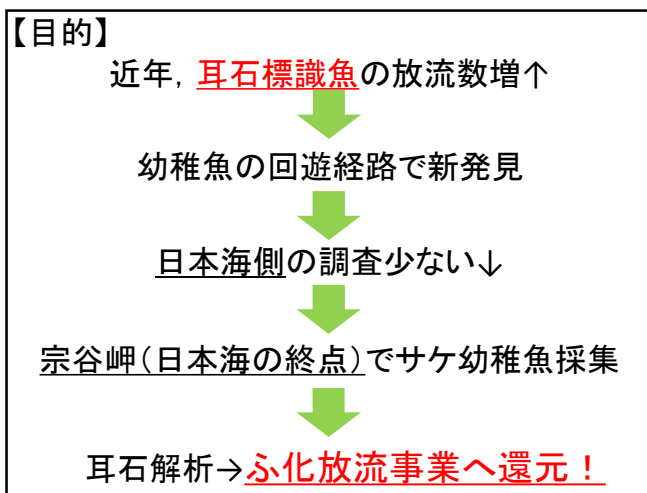 【目的】
近年，耳石標識魚の放流数増↑
幼稚魚の回遊経路で新発見
日本海側の調査少ない↓
宗谷岬（日本海の終点）でサケ幼稚魚採集
耳石解析→ふ化放流事業へ還元！